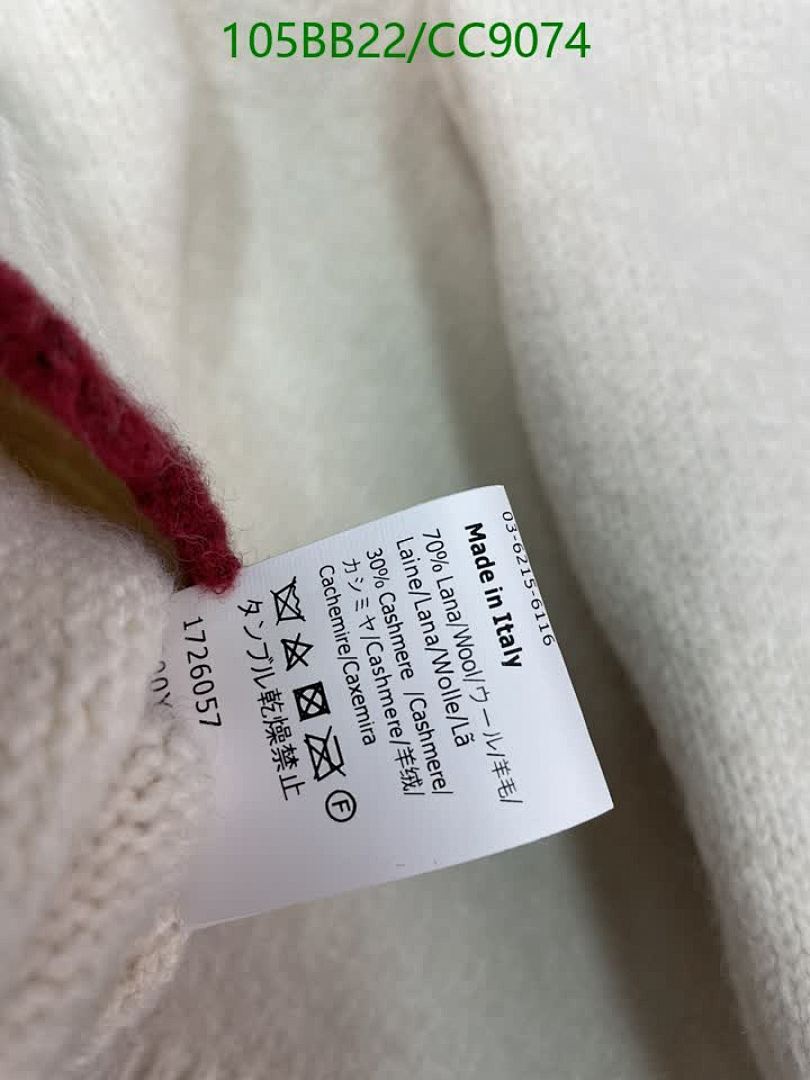 105BB22/CC9074
03-6215-6116
Made in Italy
70% Lana/Wool/ウール/羊毛/
Laine/Lana/Wolle/Lã
30% Cashmere /Cashmere/
カシミヤ/Cashmere/羊绒/
Cachemire/Caxemira
F
タンブル乾燥禁止
1726057